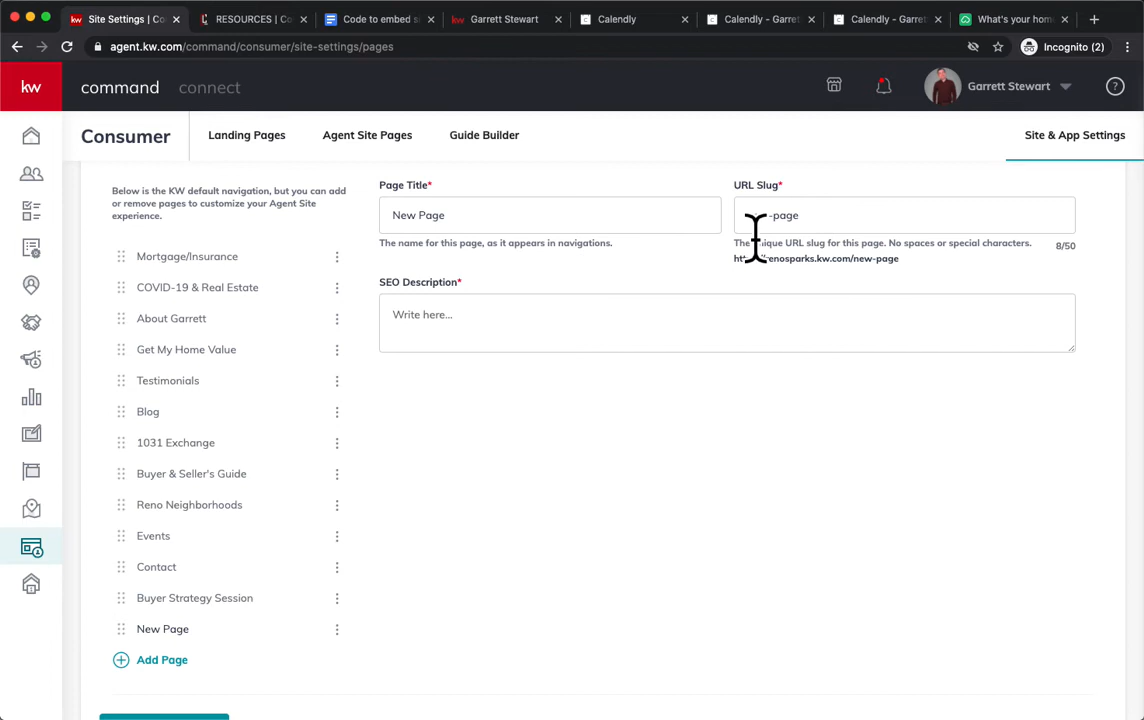 Site Settings | Co
RESOURCES | Co
Code to embed s
Garrett Stewart
Calendly
Calendly - Garre
Calendly - Garre
What's your hom
agent.kw.com/command/consumer/site-settings/pages
Incognito (2)
kw
command
connect
Garrett Stewart
Consumer
Landing Pages
Agent Site Pages
Guide Builder
Site & App Settings
Below is the KW default navigation, but you can add
or remove pages to customize your Agent Site
experience.
Mortgage/Insurance
COVID-19 & Real Estate
About Garrett
Get My Home Value
Testimonials
Blog
1031 Exchange
Buyer & Seller's Guide
Reno Neighborhoods
Events
Contact
Buyer Strategy Session
New Page
Add Page
Page Title*
New Page
The name for this page, as it appears in navigations.
URL Slug*
-page
The unique URL slug for this page. No spaces or special characters.
8/50
http://renosparks.kw.com/new-page
SEO Description*
Write here...